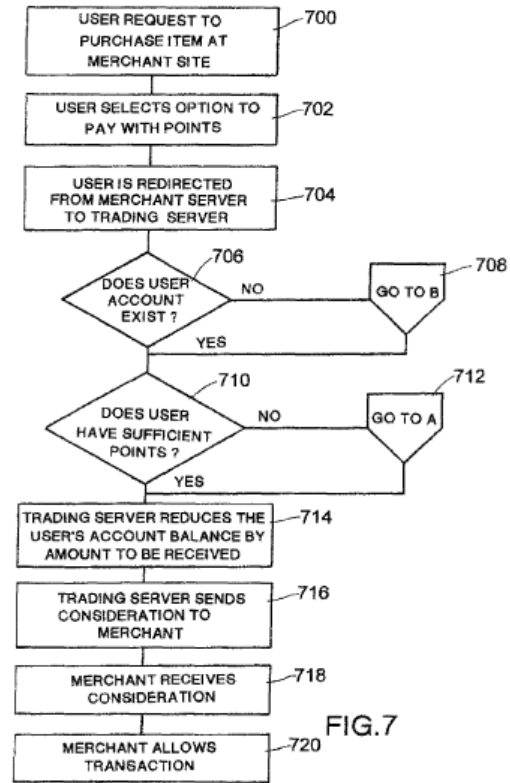 USER REQUEST TO
PURCHASE ITEM AT
MERCHANT SITE
700
USER SELECTS OPTION TO
PAY WITH POINTS
702
USER IS REDIRECTED
FROM MERCHANT SERVER
TO TRADING SERVER
704
706
DOES USER
ACCOUNT
EXIST ?
NO
708
GO TO B
YES
710
DOES USER
HAVE SUFFICIENT
POINTS ?
NO
712
GO TO A
YES
TRADING SERVER REDUCES THE
USER'S ACCOUNT BALANCE BY
AMOUNT TO BE RECEIVED
714
TRADING SERVER SENDS
CONSIDERATION TO
MERCHANT
716
MERCHANT RECEIVES
CONSIDERATION
718
MERCHANT ALLOWS
TRANSACTION
720
FIG.7